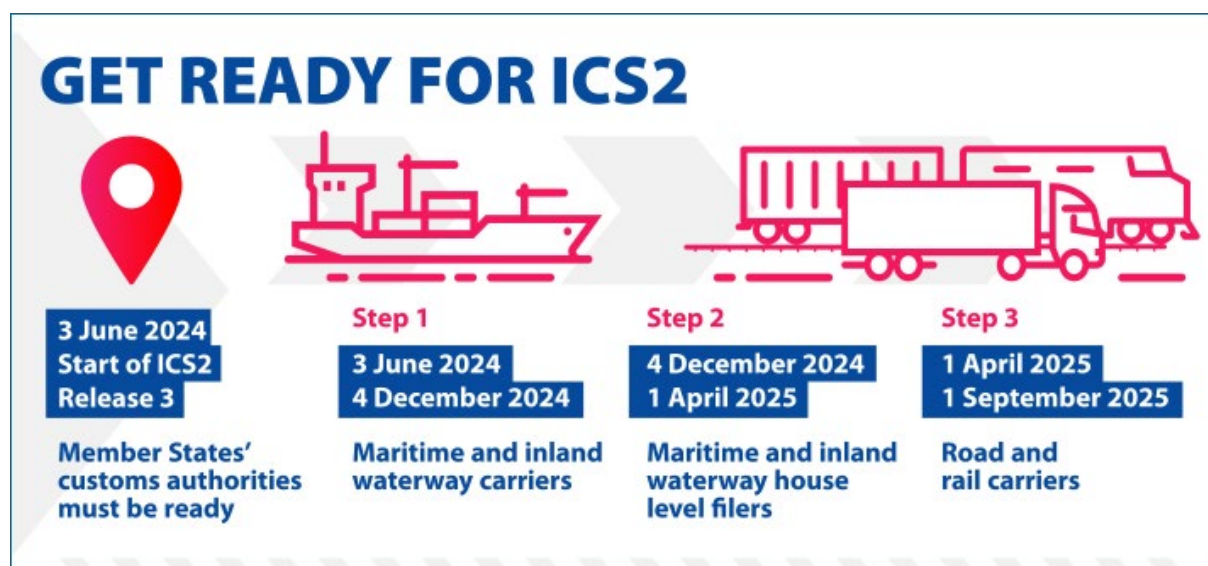 GET READY FOR ICS2
3 June 2024
Start of ICS2
Release 3
Member States'
customs authorities
must be ready
Step 1
3 June 2024
4 December 2024
Maritime and inland
waterway carriers
Step 2
4 December 2024
1 April 2025
Maritime and inland
waterway house
level filers
Step 3
1 April 2025
1 September 2025
Road and
rail carriers